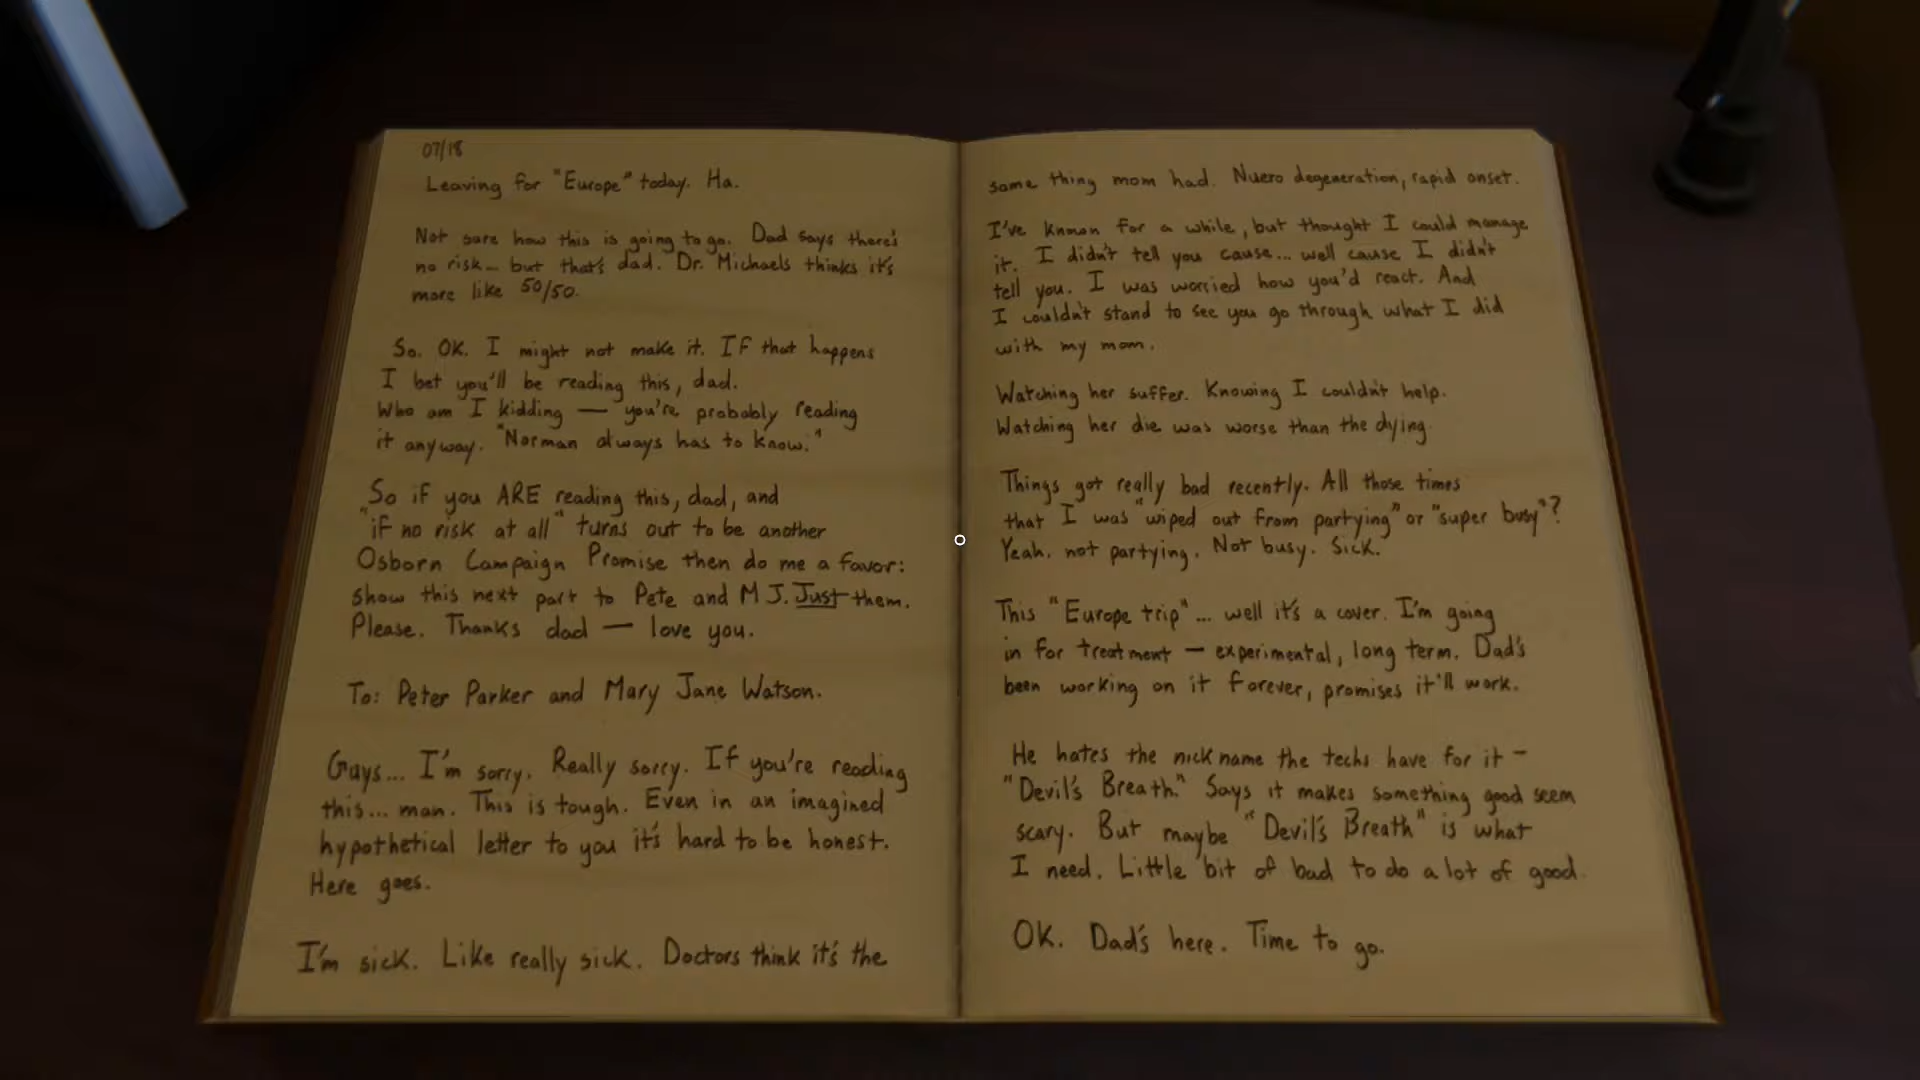 07/18
Leaving for "Europe" today. Ha.
Not sure how this is going to go. Dad says there's
no risk... but that's dad. Dr. Michaels thinks it's
more like 50/50.
So. OK. I might not make it. IF that happens
I bet you'll be reading this, dad.
Who am I kidding — you're probably reading
it anyway. "Norman always has to know."
So if you ARE reading this, dad, and
"if no risk at all" turns out to be another
Osborn Campaign Promise then do me a favor:
show this next part to Pete and MJ. Just them.
Please. Thanks dad — love you.
To: Peter Parker and Mary Jane Watson.
Guys... I'm sorry. Really sorry. If you're reading
this... man. This is tough. Even in an imagined
hypothetical letter to you it's hard to be honest.
Here goes.
I'm sick. Like really sick. Doctors think it's the
same thing mom had. Nuero degeneration, rapid onset.
I've known for a while, but thought I could manage
it. I didn't tell you cause... well cause I didn't
tell you. I was worried how you'd react. And
I couldn't stand to see you go through what I did
with my mom.
Watching her suffer. Knowing I couldn't help.
Watching her die was worse than the dying.
Things got really bad recently. All those times
that I was "wiped out from partying" or "super busy"?
Yeah. not partying. Not busy. Sick.
This "Europe trip"... well it's a cover. I'm going
in for treatment — experimental, long term. Dad's
been working on it forever, promises it'll work.
He hates the nickname the techs have for it —
"Devil's Breath." Says it makes something good seem
scary. But maybe "Devil's Breath" is what
I need. Little bit of bad to do a lot of good.
OK. Dad's here. Time to go.